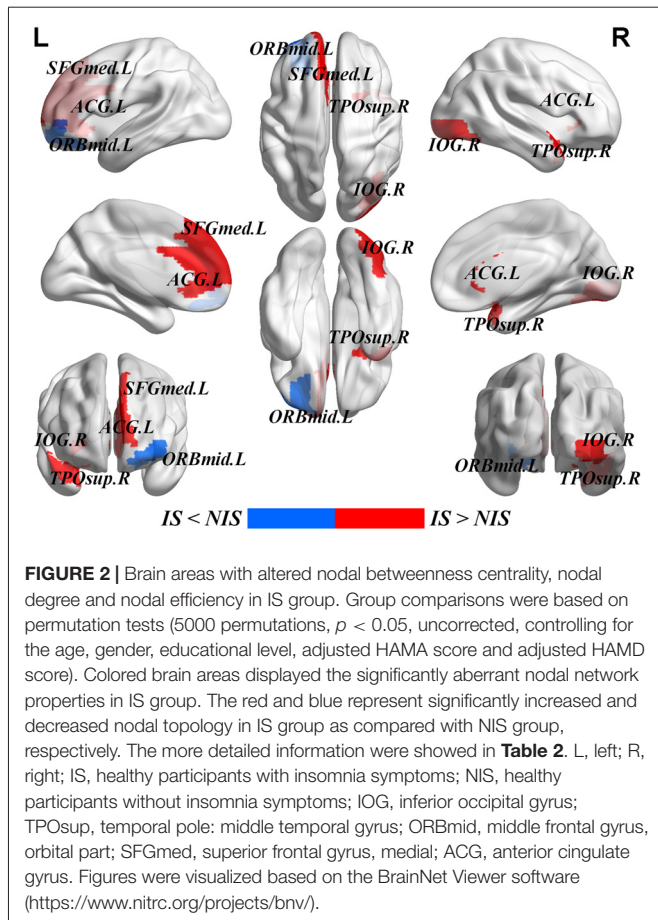 L
R
ORBmid.L
SFGmed.L
SFGmed.L
ACG.L
ACG.L
TPOsup.R
ORBmid.L
IOG.R
TPOsup.R
IOG.R
SFGmed.L
IOG.R
ACG.L
ACG.L
IOG.R
TPOsup.R
TPOsup.R
SFGmed.L
ORBmid.L
IOG.R
ACG.L
IOG.R
ORBmid.L
ORBmid.L
TPOsup.R
TPOsup.R
IS < NIS
IS > NIS
FIGURE 2 | Brain areas with altered nodal betweenness centrality, nodal
degree and nodal efficiency in IS group. Group comparisons were based on
permutation tests (5000 permutations, p < 0.05, uncorrected, controlling for
the age, gender, educational level, adjusted HAMA score and adjusted HAMD
score). Colored brain areas displayed the significantly aberrant nodal network
properties in IS group. The red and blue represent significantly increased and
decreased nodal topology in IS group as compared with NIS group,
respectively. The more detailed information were showed in Table 2. L, left; R,
right; IS, healthy participants with insomnia symptoms; NIS, healthy
participants without insomnia symptoms; IOG, inferior occipital gyrus;
TPOsup, temporal pole: middle temporal gyrus; ORBmid, middle frontal gyrus,
orbital part; SFGmed, superior frontal gyrus, medial; ACG, anterior cingulate
gyrus. Figures were visualized based on the BrainNet Viewer software
(https://www.nitrc.org/projects/bnv/).